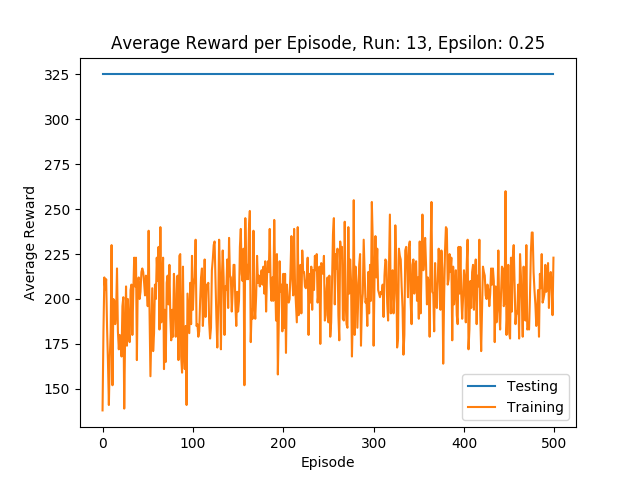 Average Reward per Episode, Run: 13, Epsilon: 0.25
325
300
275
250
225
200
175
150
Average Reward
0
100
200
300
400
500
Episode
Testing
Training